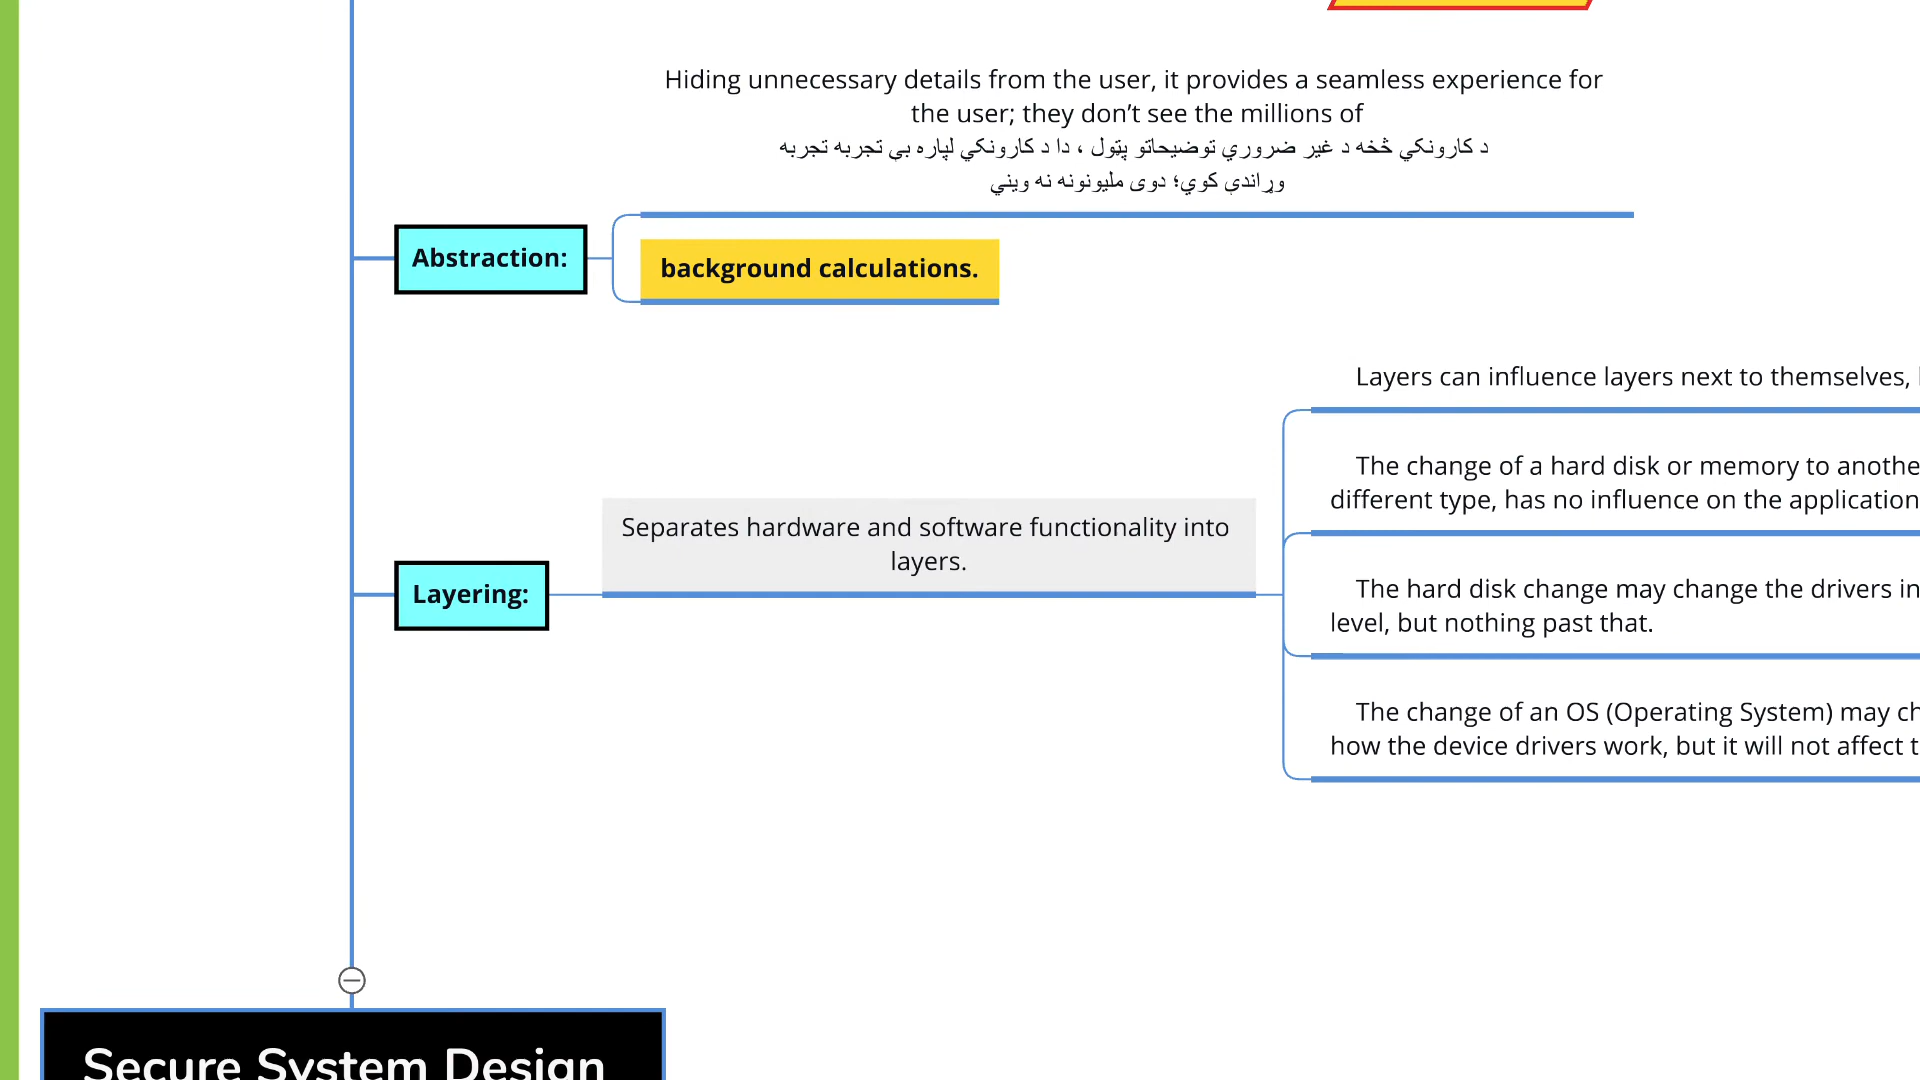 Hiding unnecessary details from the user, it provides a seamless experience for
the user; they don’t see the millions of
د کارونکي څخه د غیر ضروري توضیحاتو پټول ، دا د کارونکي لپاره بې تجربه تجربه
وړاندې کوي؛ دوی ملیونونه نه ویني
Abstraction:
background calculations.
Layers can influence layers next to themselves,
The change of a hard disk or memory to
different type, has no influence on the application
Separates hardware and software functionality into
layers.
Layering:
The hard disk change may change the drivers in
level, but nothing past that.
The change of an OS (Operating System) may
how the device drivers work, but it will not affect
Secure System Design